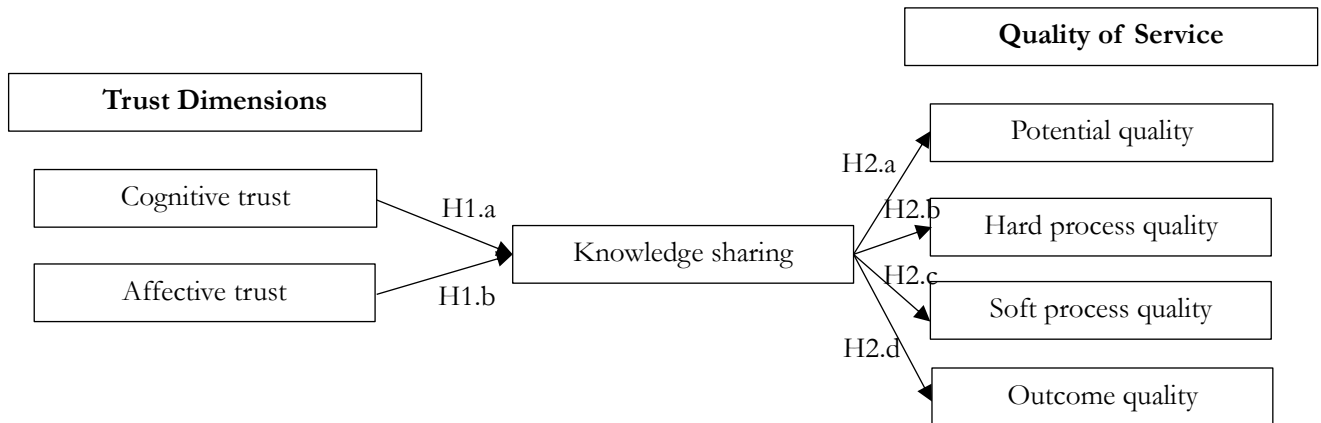 Quality of Service
Trust Dimensions
Potential quality
H2.a
Cognitive trust
H1.a
H2.b
Hard process quality
Knowledge sharing
H2.c
Affective trust
H1.b
Soft process quality
H2.d
Outcome quality